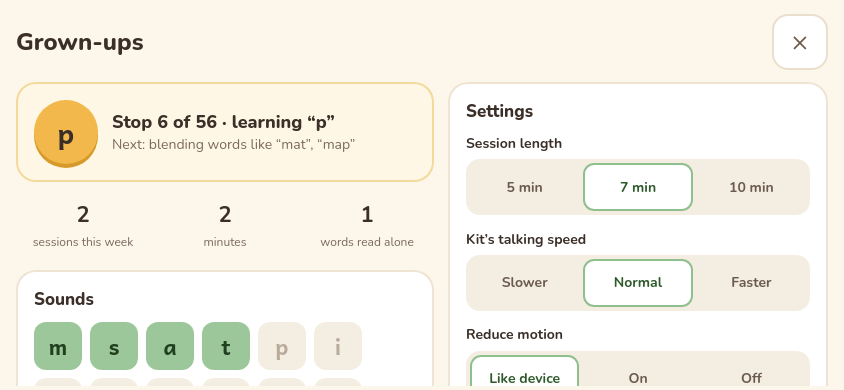 Grown-ups
p
Stop 6 of 56 · learning “p”
Next: blending words like “mat”, “map”
2
sessions this week
2
minutes
1
words read alone
Sounds
m s a t p i
Settings
Session length
5 min 7 min 10 min
Kit’s talking speed
Slower Normal Faster
Reduce motion
Like device On Off